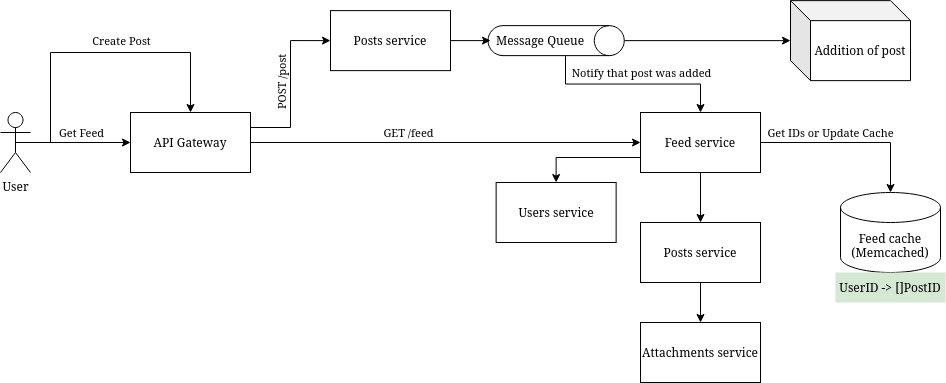 Create Post
POST /post
Posts service
Message Queue
Addition of post
Notify that post was added
Get Feed
API Gateway
GET /feed
Feed service
Get IDs or Update Cache
User
Users service
Posts service
Feed cache
(Memcached)
UserID -> []PostID
Attachments service